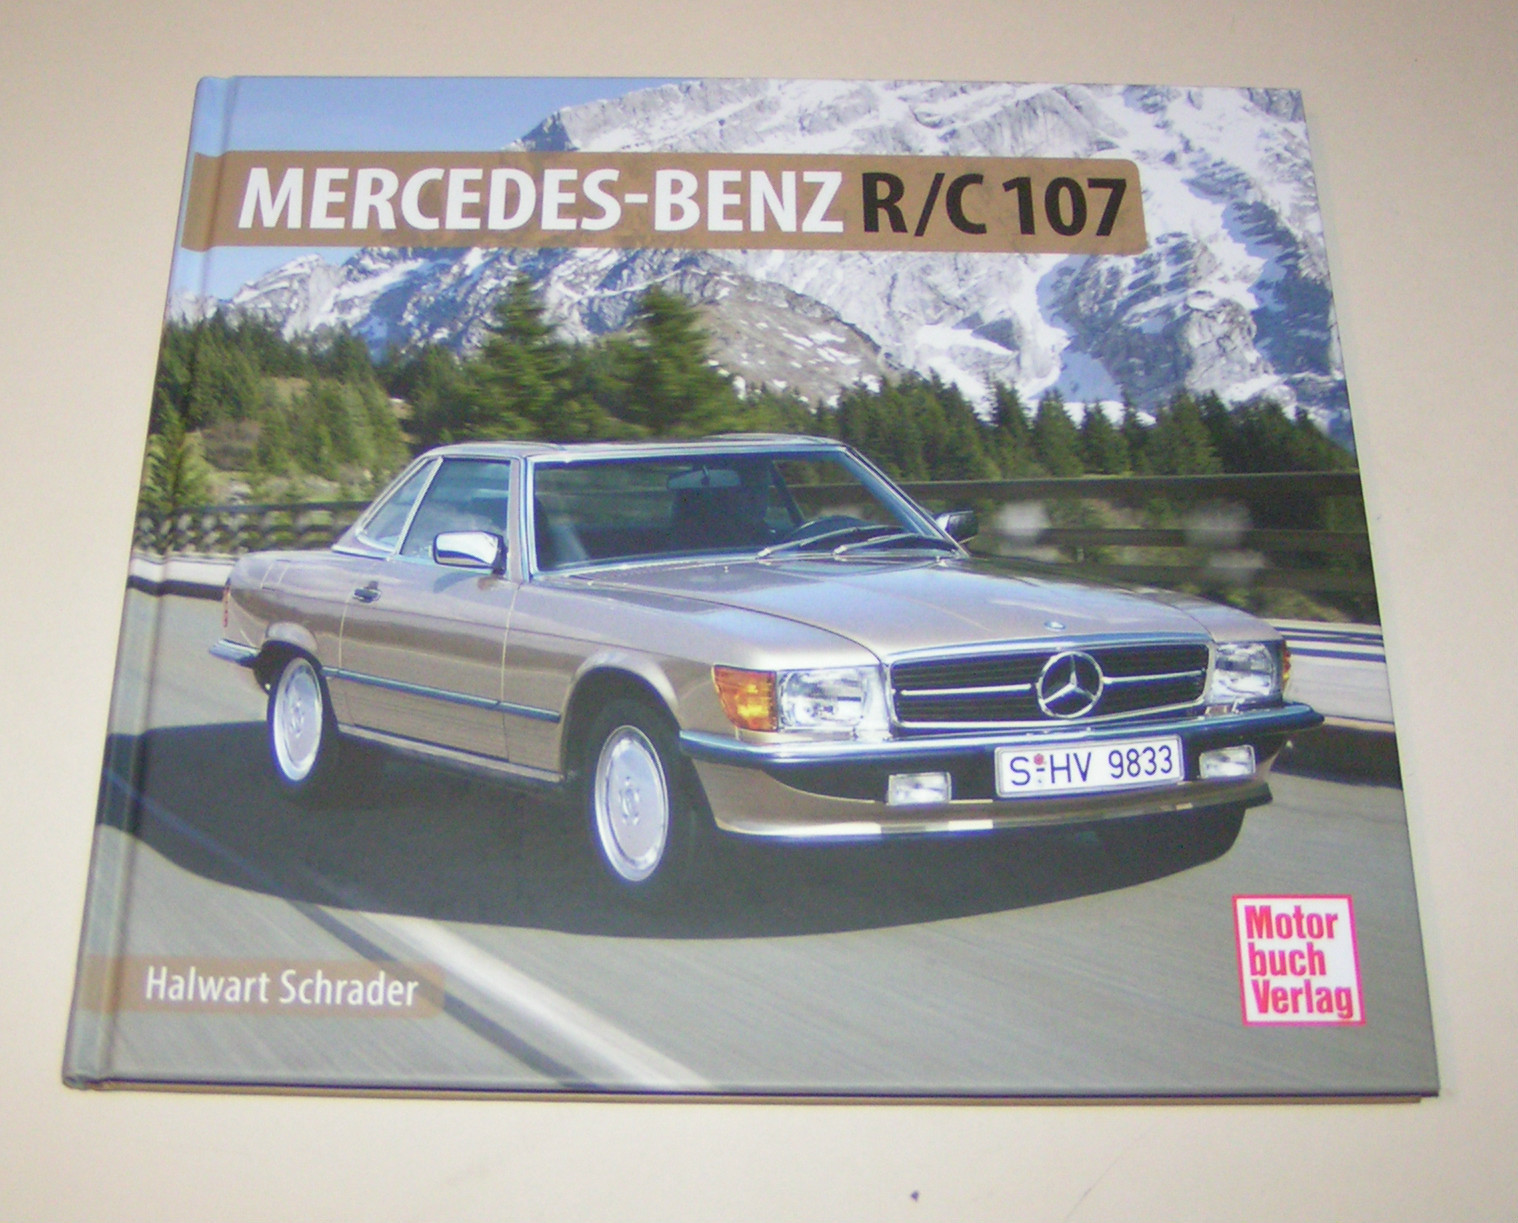 MERCEDES-BENZ R/C 107
S-HV 9833
Halwart Schrader
Motor
buch
Verlag